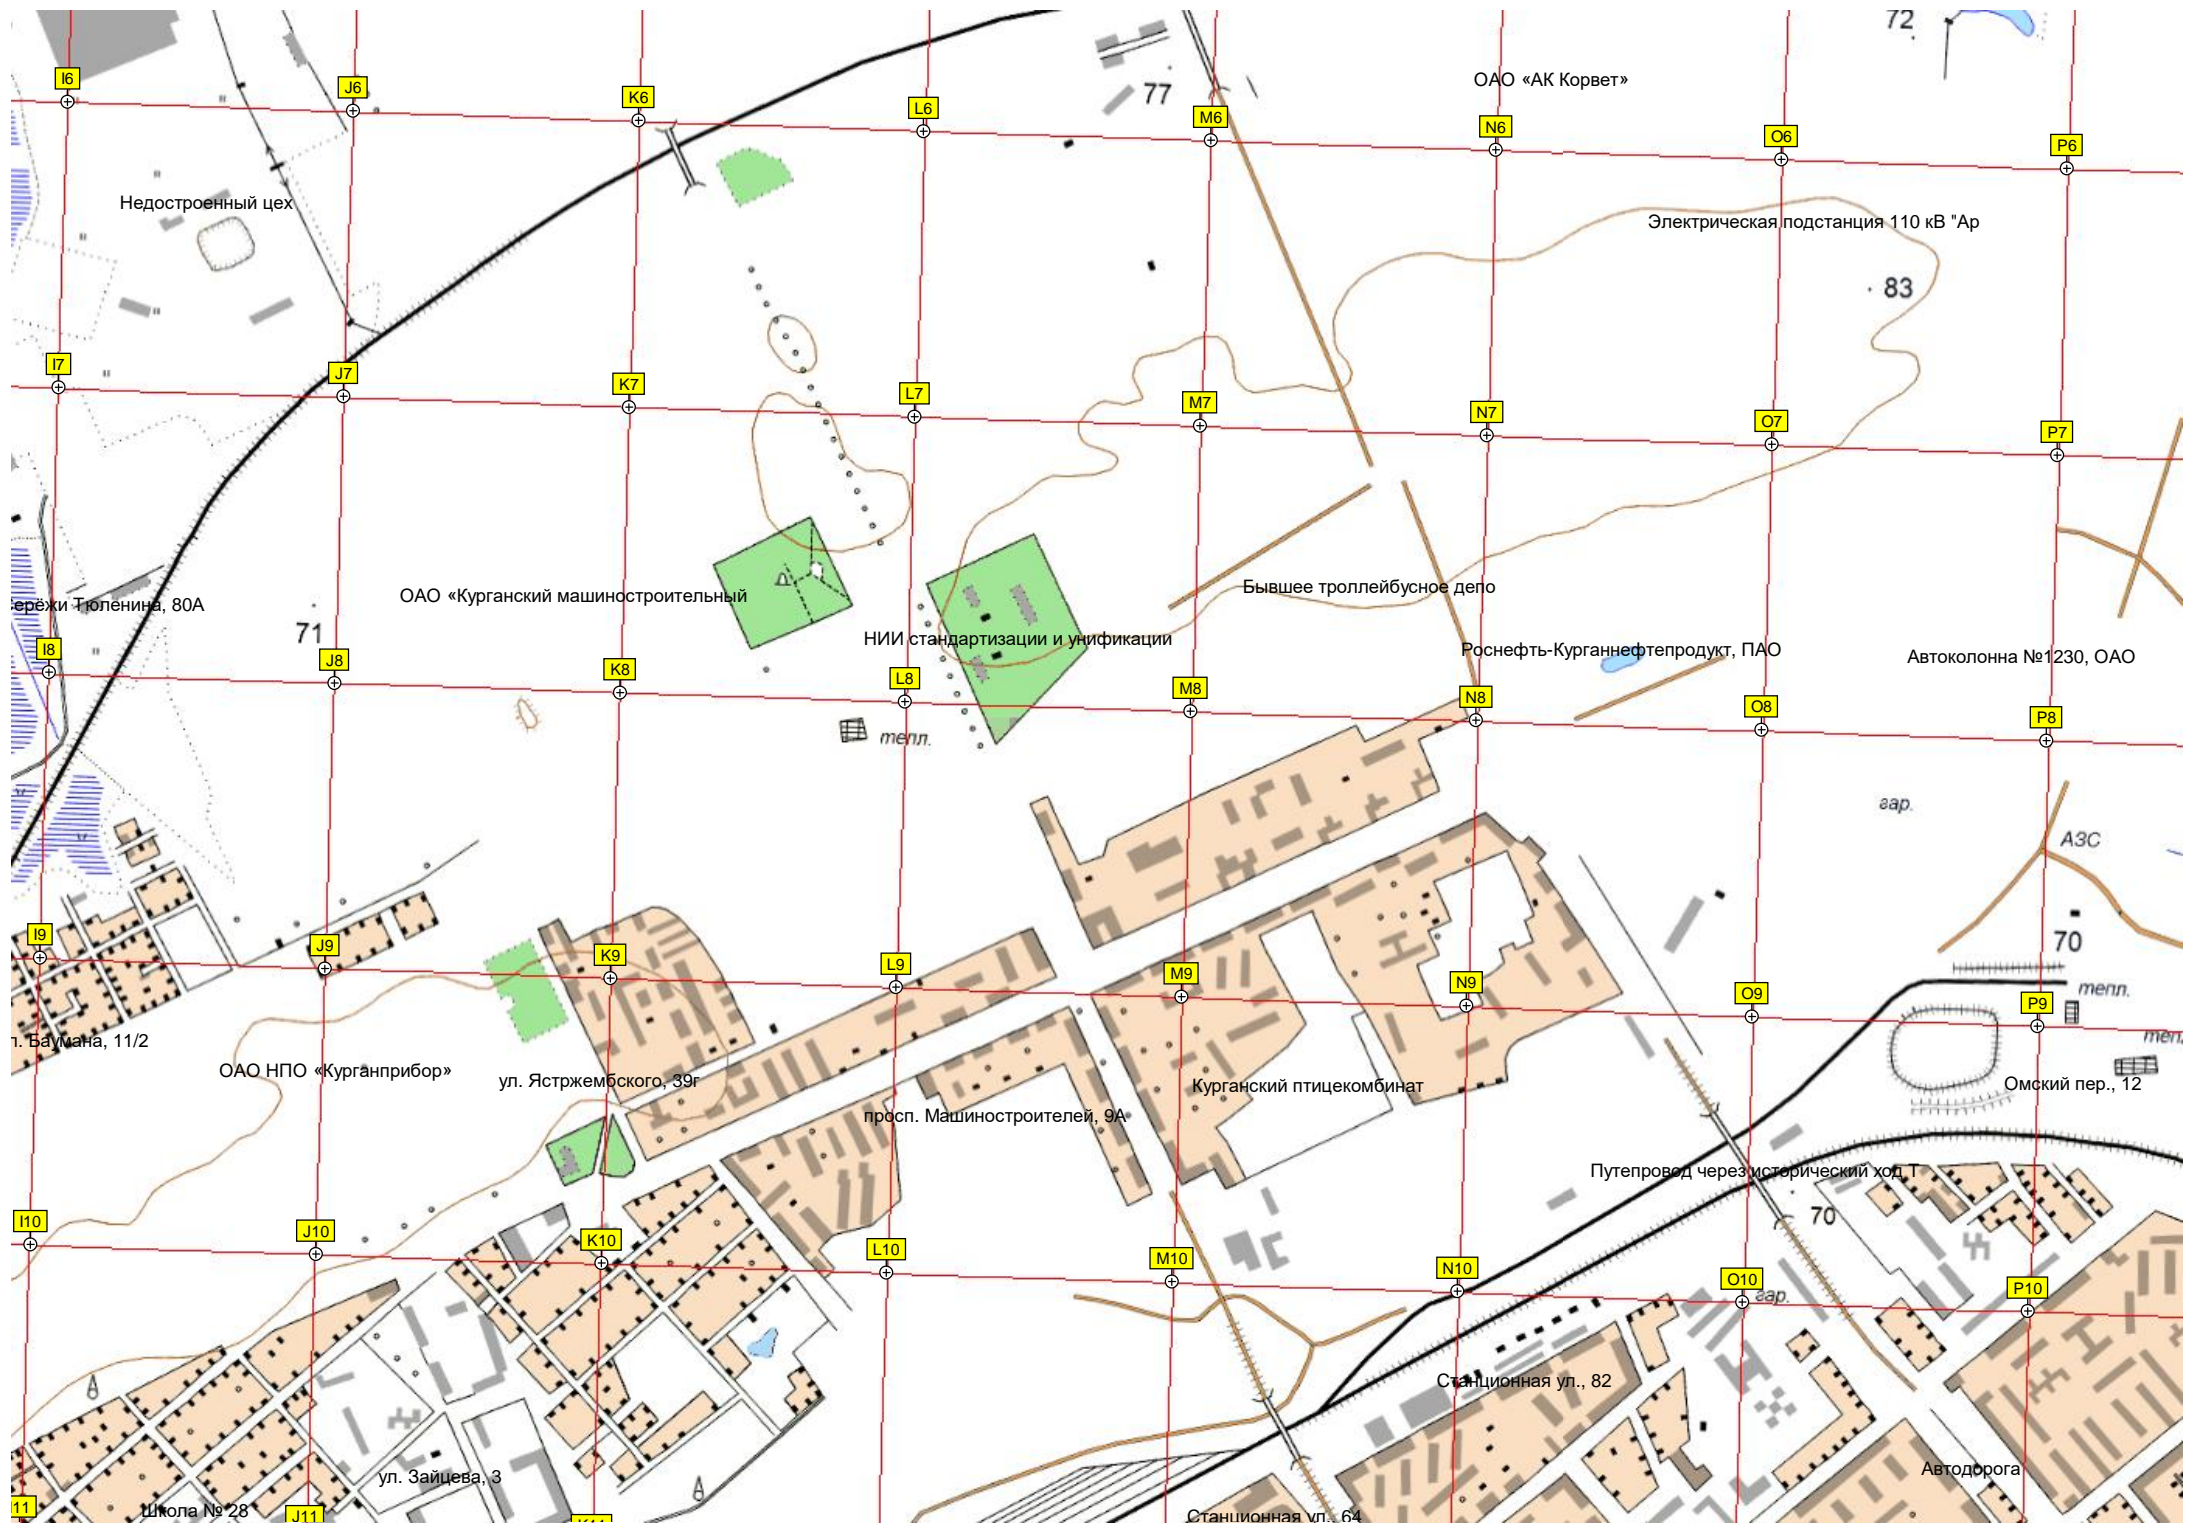 72
ОАО «АК Корвет»
77
I6
J6
K6
L6
M6
N6
O6
P6
Недостроенный цех
Электрическая подстанция 110 кВ "Ар
83
I7
J7
K7
L7
M7
N7
O7
P7
ОАО «Курганский машиностроительный
Бывшее троллейбусное депо
ерёжи Тюленина, 80А
71
НИИ стандартизации и унификации
Роснефть-Курганнефтепродукт, ПАО
Автоколонна №1230, ОАО
I8
J8
K8
L8
M8
N8
O8
P8
тепл.
гар.
АЗС
70
I9
J9
K9
L9
M9
N9
O9
P9
тепл.
теп.
л. Баумана, 11/2
ОАО НПО «Курганприбор»
ул. Ястржембского, 39г
Курганский птицекомбинат
Омский пер., 12
просп. Машиностроителей, 9А
Путепровод через исторический ход Т
70
I10
J10
K10
L10
M10
N10
O10
P10
гар.
Станционная ул., 82
Автодорога
ул. Зайцева, 3
Школа № 28
Станционная ул., 64
11
J11